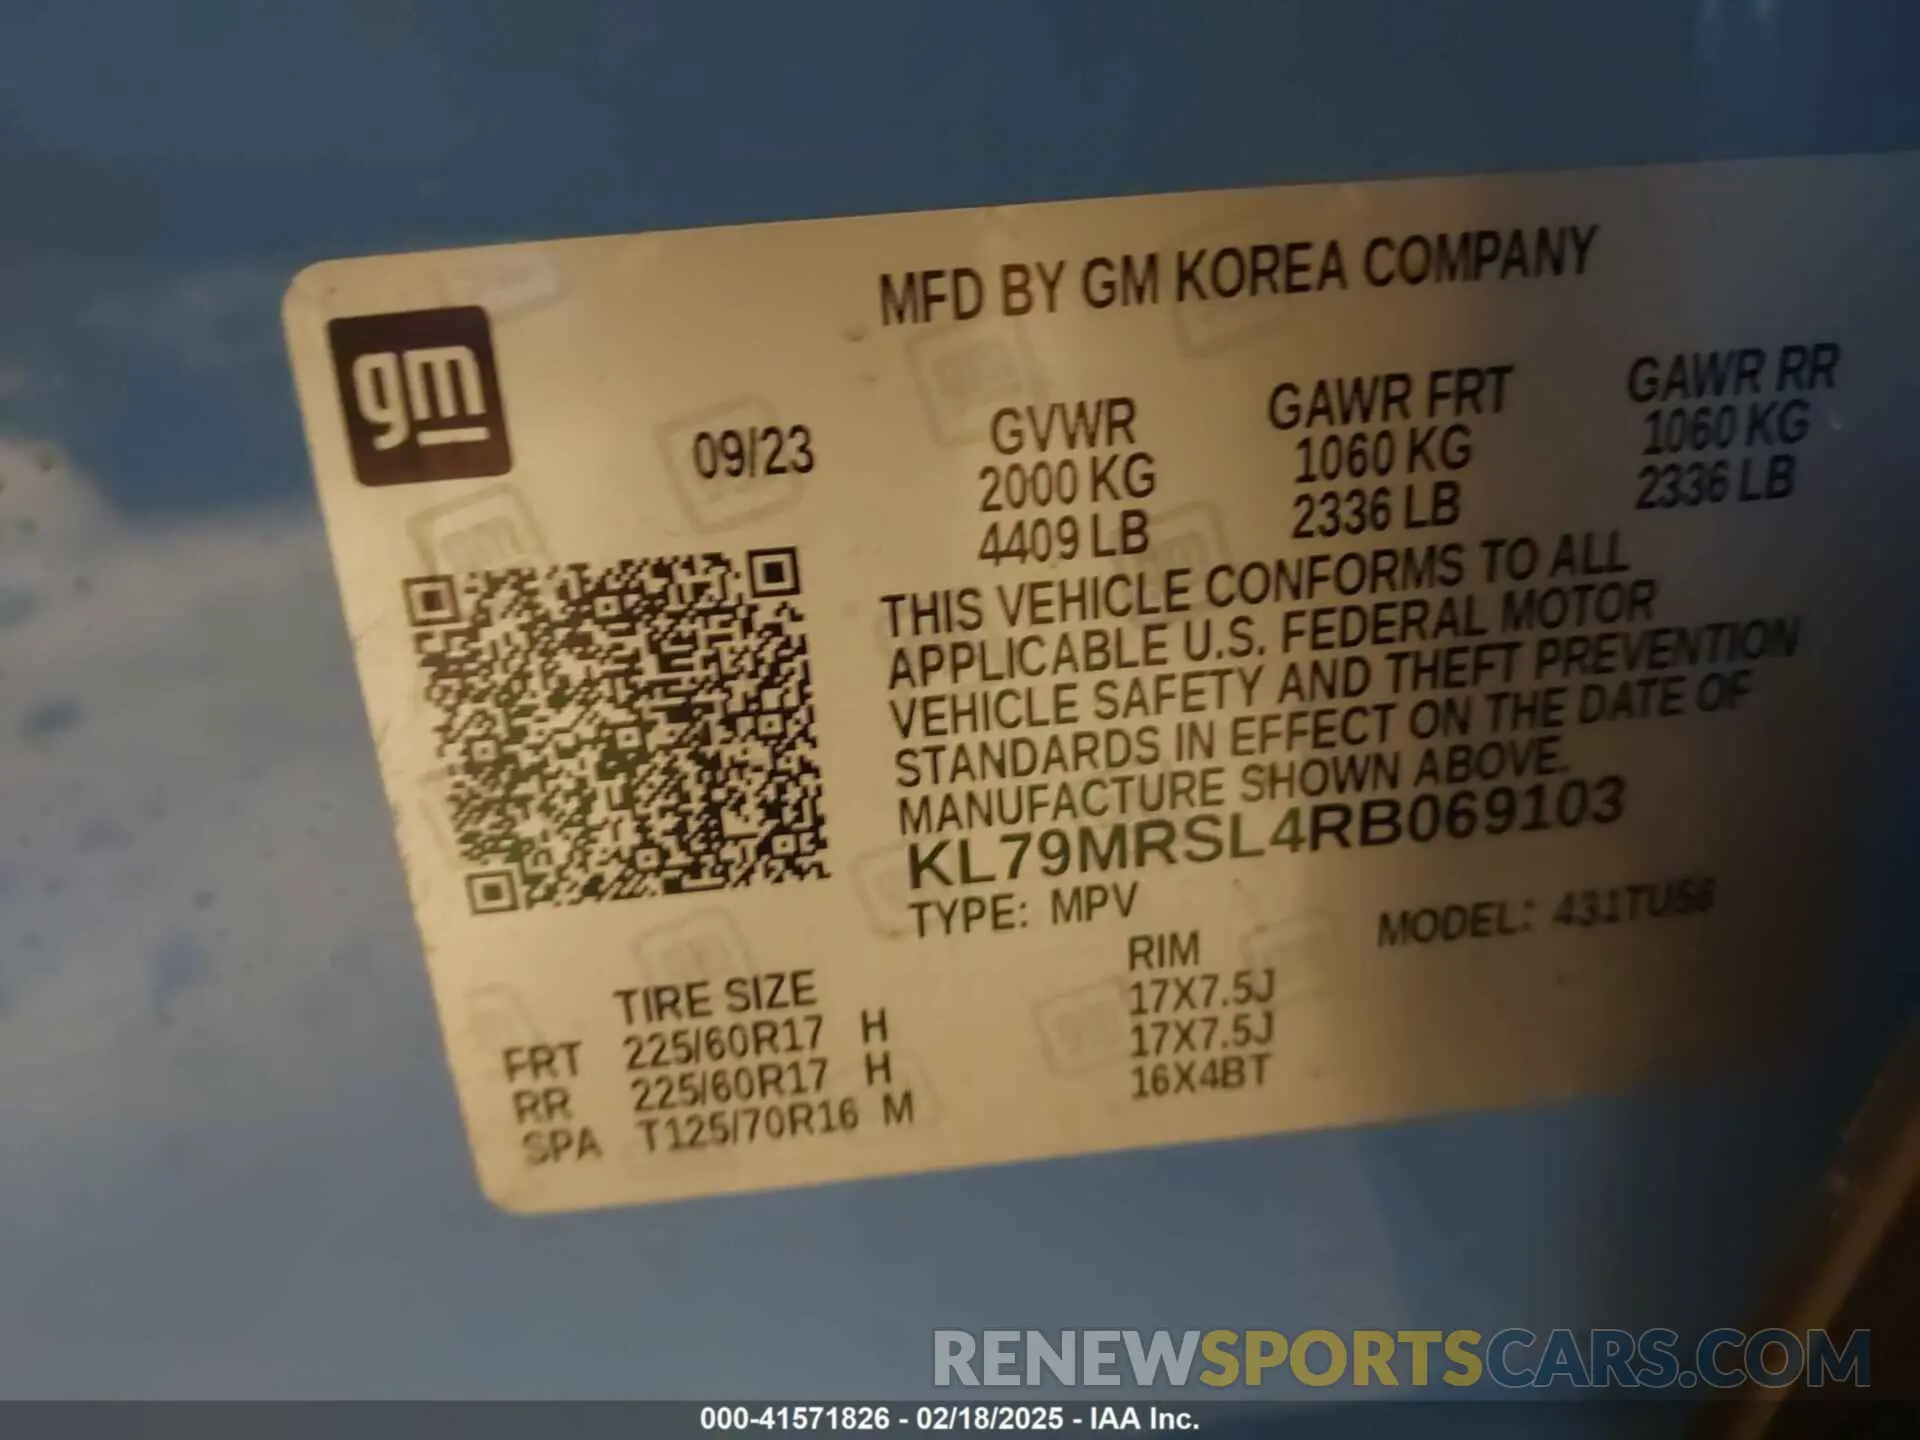 MFD BY GM KOREA COMPANY
gm
09/23
GVWR GAWR FRT GAWR RR
2000 KG 1060 KG 1060 KG
4409 LB 2336 LB 2336 LB
THIS VEHICLE CONFORMS TO ALL
APPLICABLE U.S. FEDERAL MOTOR
VEHICLE SAFETY AND THEFT PREVENTION
STANDARDS IN EFFECT ON THE DATE OF
MANUFACTURE SHOWN ABOVE.
KL79MRSL4RB069103
TYPE: MPV MODEL: 431TU56
TIRE SIZE RIM
FRT 225/60R17 H 17X7.5J
RR 225/60R17 H 17X7.5J
SPA T125/70R16 M 16X4BT
RENEWSPORTSCARS.COM
000-41571826 - 02/18/2025 - IAA Inc.